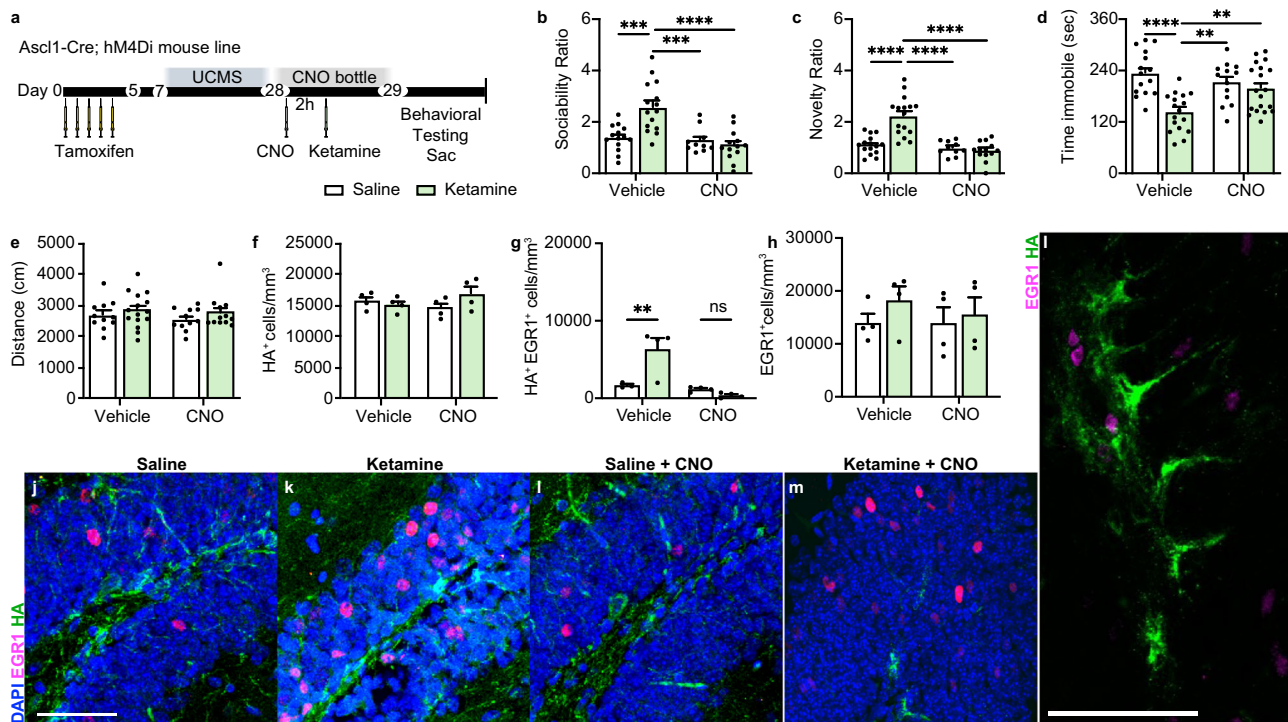 a
Ascl1-Cre; hM4Di mouse line
UCMS
CNO bottle
Day 0
5
7
28
29
2h
Tamoxifen
CNO
Ketamine
Behavioral
Testing
Sac
Saline
Ketamine
b
Sociability Ratio
6
4
2
0
***
****
***
Vehicle
CNO
c
Novelty Ratio
6
4
2
0
****
****
****
Vehicle
CNO
d
Time immobile (sec)
360
240
120
0
****
**
**
Vehicle
CNO
e
Distance (cm)
5000
4000
3000
2000
1000
0
Vehicle
CNO
f
HA⁺ cells/mm³
25000
20000
15000
10000
5000
0
Vehicle
CNO
g
HA⁺ EGR1⁺ cells/mm³
20000
10000
0
**
ns
Vehicle
CNO
h
EGR1⁺cells/mm³
30000
20000
10000
0
Vehicle
CNO
EGR1 HA
I
Saline
Ketamine
Saline + CNO
Ketamine + CNO
DAPI EGR1 HA
j
k
l
m